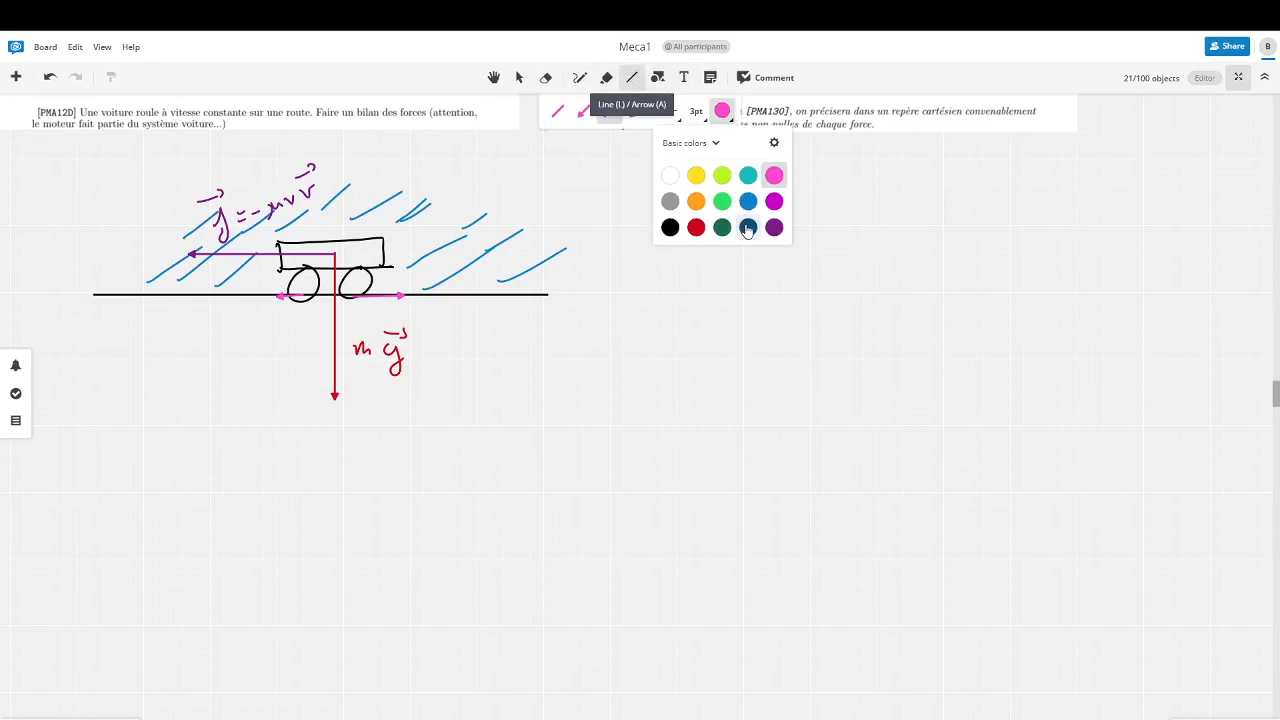 Board Edit View Help
Meca1 @ All participants
Share B
Comment
21/100 objects Editor
Line (L) / Arrow (A)
3pt
[PMA12D] Une voiture roule à vitesse constante sur une route. Faire un bilan des forces (attention,
le moteur fait partie du système voiture...)
[PMA130], on précisera dans un repère cartésien convenablement
pas non nulles de chaque force.
Basic colors
= - μ v v
m g